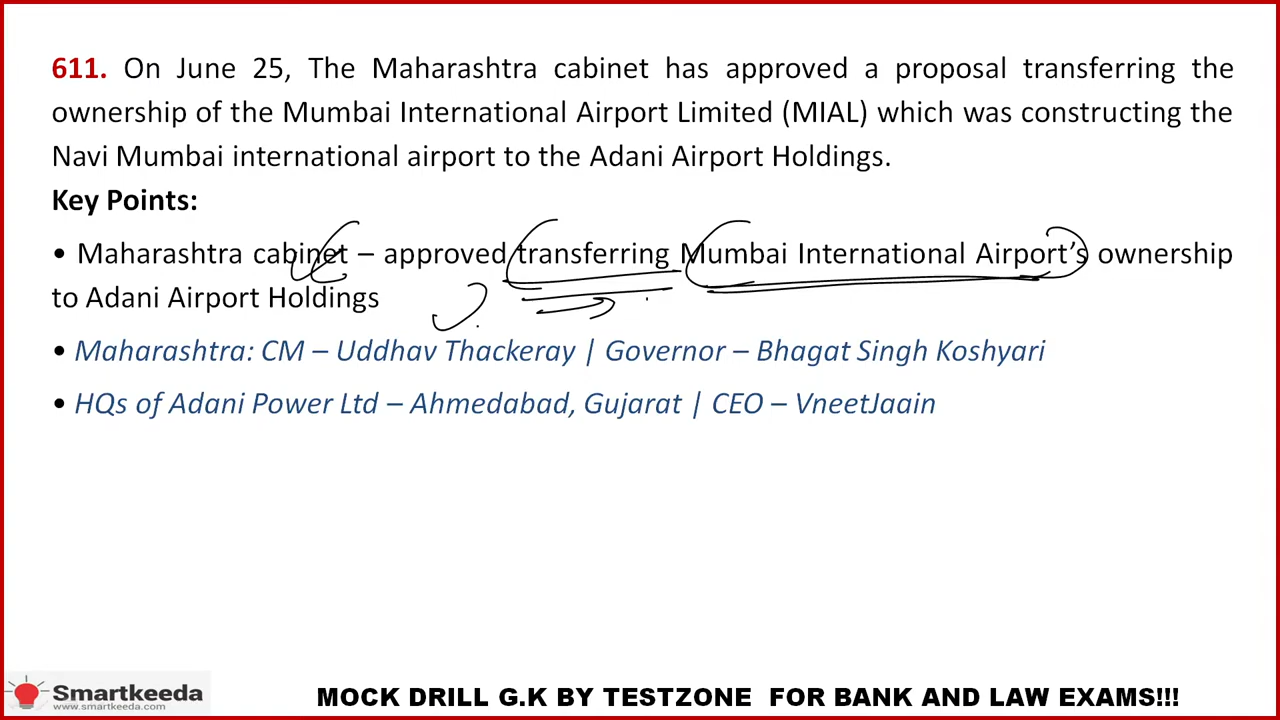 611. On June 25, The Maharashtra cabinet has approved a proposal transferring the
ownership of the Mumbai International Airport Limited (MIAL) which was constructing the
Navi Mumbai international airport to the Adani Airport Holdings.
Key Points:
• Maharashtra cabinet – approved transferring Mumbai International Airport's ownership
to Adani Airport Holdings
• Maharashtra: CM – Uddhav Thackeray | Governor – Bhagat Singh Koshyari
• HQs of Adani Power Ltd – Ahmedabad, Gujarat | CEO – VneetJaain
Smartkeeda
www.smartkeeda.com
MOCK DRILL G.K BY TESTZONE FOR BANK AND LAW EXAMS!!!